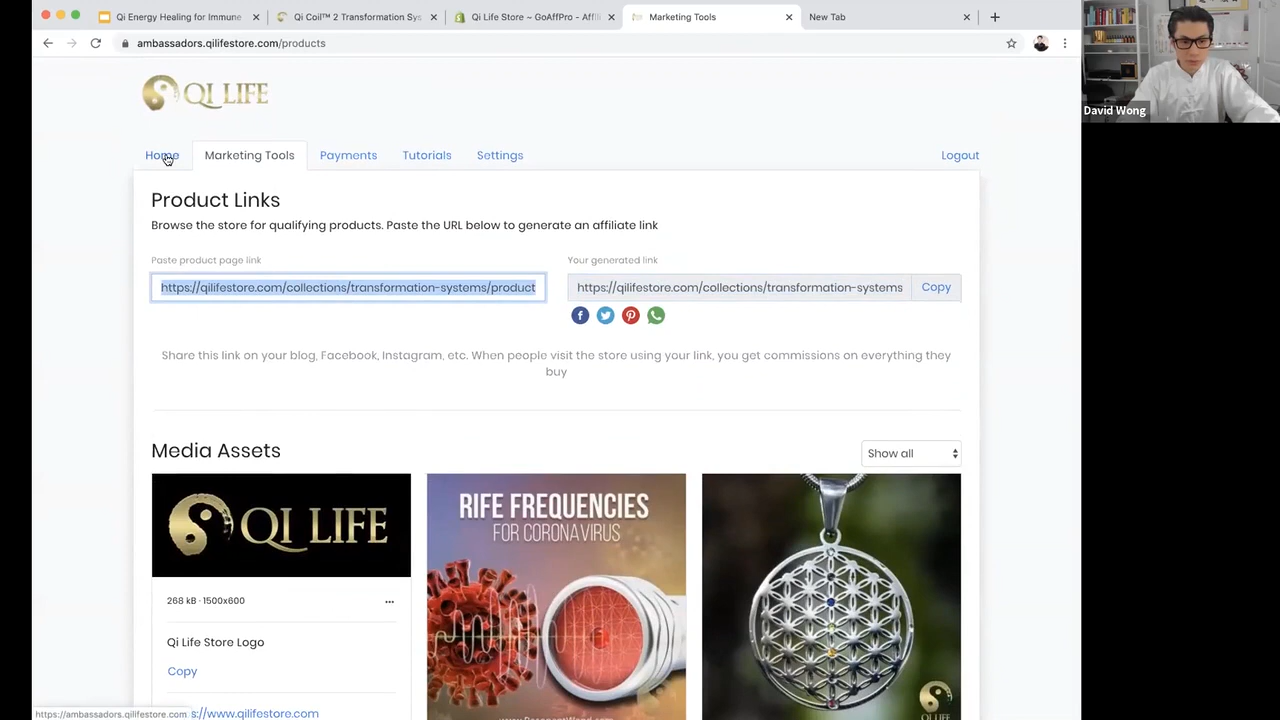 Qi Energy Healing for Immune
Qi Coil™ 2 Transformation Sys
Qi Life Store ~ GoAffPro - Affili
Marketing Tools
New Tab
ambassadors.qilifestore.com/products
David Wong
QI LIFE
Home
Marketing Tools
Payments
Tutorials
Settings
Logout
Product Links
Browse the store for qualifying products. Paste the URL below to generate an affiliate link
Paste product page link
Your generated link
https://qilifestore.com/collections/transformation-systems/product
https://qilifestore.com/collections/transformation-systems
Copy
Share this link on your blog, Facebook, Instagram, etc. When people visit the store using your link, you get commissions on everything they
buy
Media Assets
Show all
QI LIFE
RIFE FREQUENCIES
FOR CORONAVIRUS
268 kB · 1500x600
Qi Life Store Logo
Copy
QI LIFE
https://ambassadors.qilifestore.com
s://www.qilifestore.com